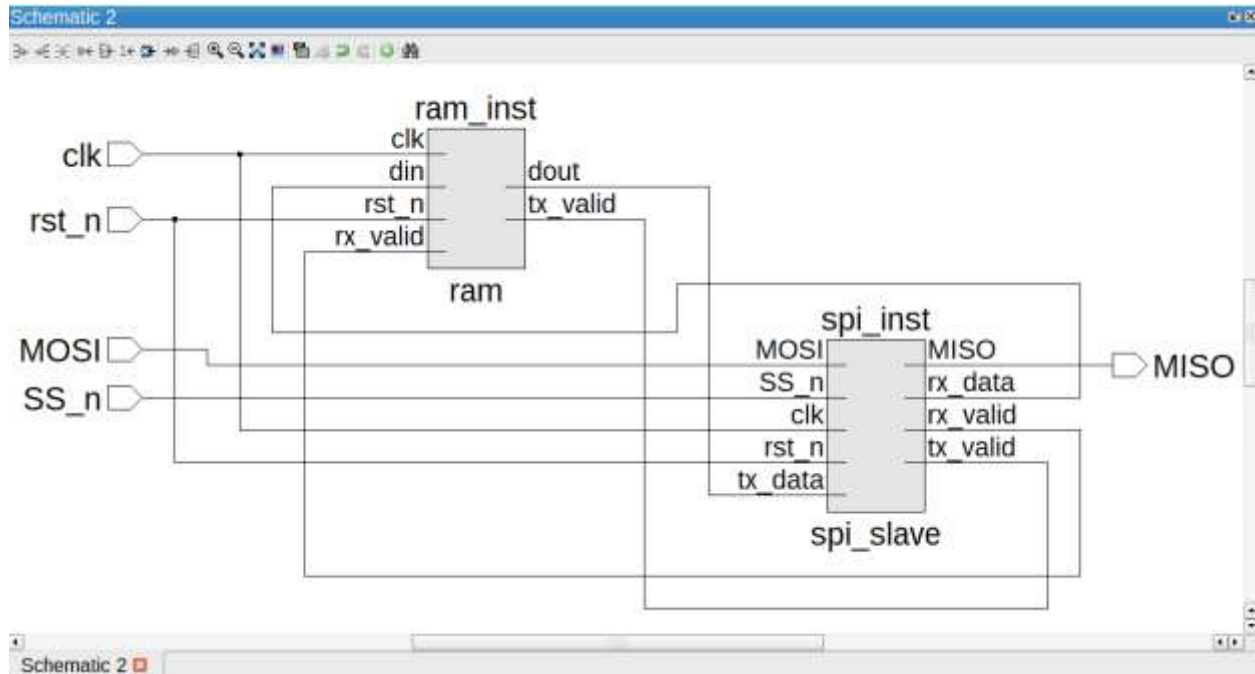 Schematic 2
ram_inst
clk
clk
din
dout
rst_n
rst_n
tx_valid
rx_valid
ram
spi_inst
MOSI
MOSI
MISO
MISO
SS_n
SS_n
rx_data
clk
rx_valid
rst_n
tx_valid
tx_data
spi_slave
Schematic 2